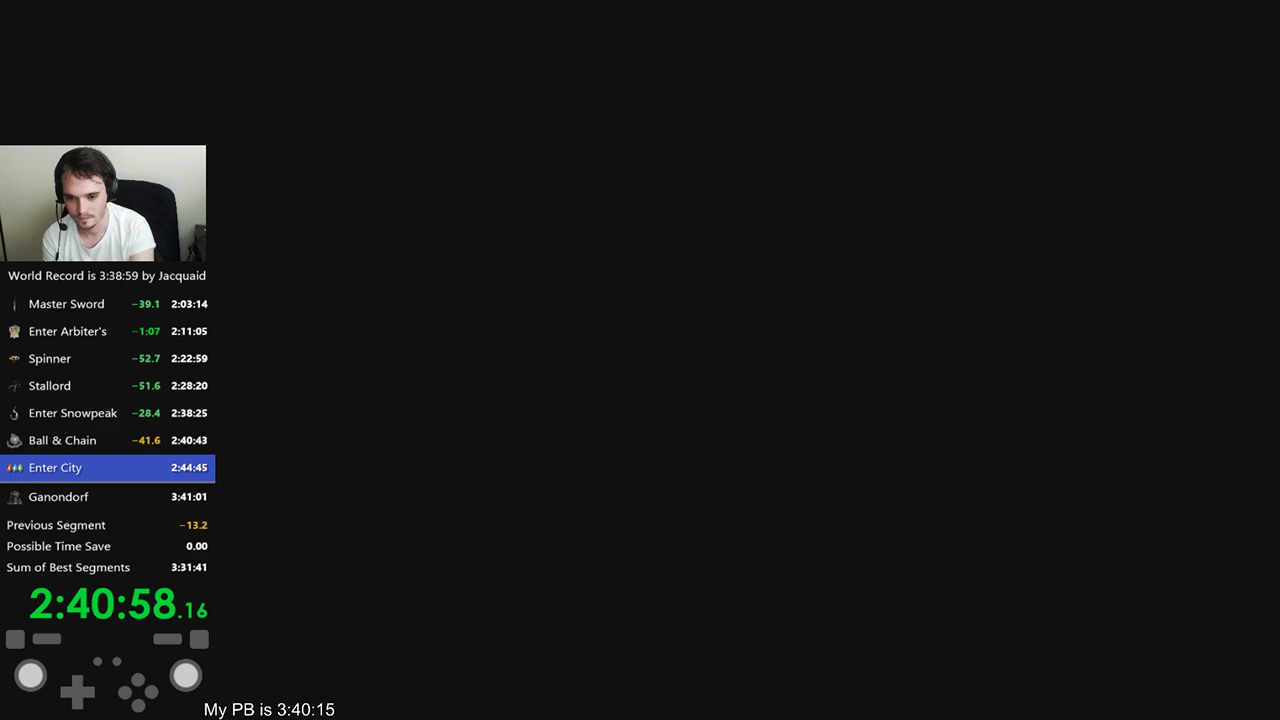 World Record is 3:38:59 by Jacquaid
Master Sword −39.1 2:03:14
Enter Arbiter's −1:07 2:11:05
Spinner −52.7 2:22:59
Stallord −51.6 2:28:20
Enter Snowpeak −28.4 2:38:25
Ball & Chain −41.6 2:40:43
Enter City 2:44:45
Ganondorf 3:41:01
Previous Segment −13.2
Possible Time Save 0.00
Sum of Best Segments 3:31:41
2:40:58.16
My PB is 3:40:15